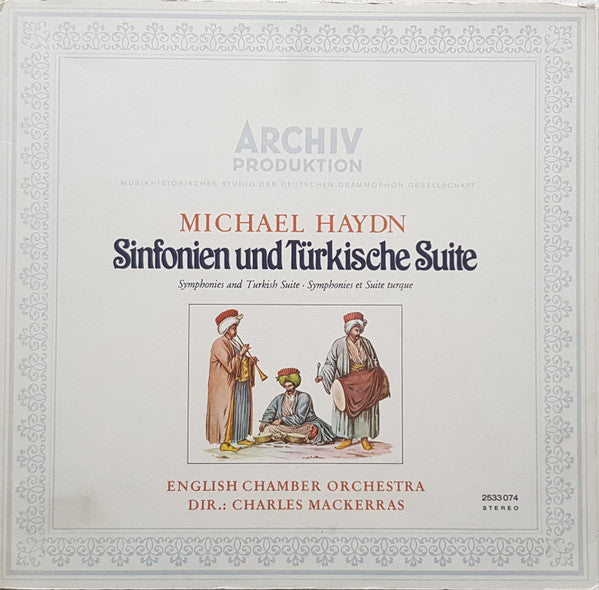 ARCHIV
PRODUKTION
MUSIKHISTORISCHES STUDIO DER DEUTSCHEN GRAMMOPHON GESELLSCHAFT
MICHAEL HAYDN
Sinfonien und Türkische Suite
Symphonies and Turkish Suite · Symphonies et Suite turque
ENGLISH CHAMBER ORCHESTRA
DIR.: CHARLES MACKERRAS
2533 074
STEREO